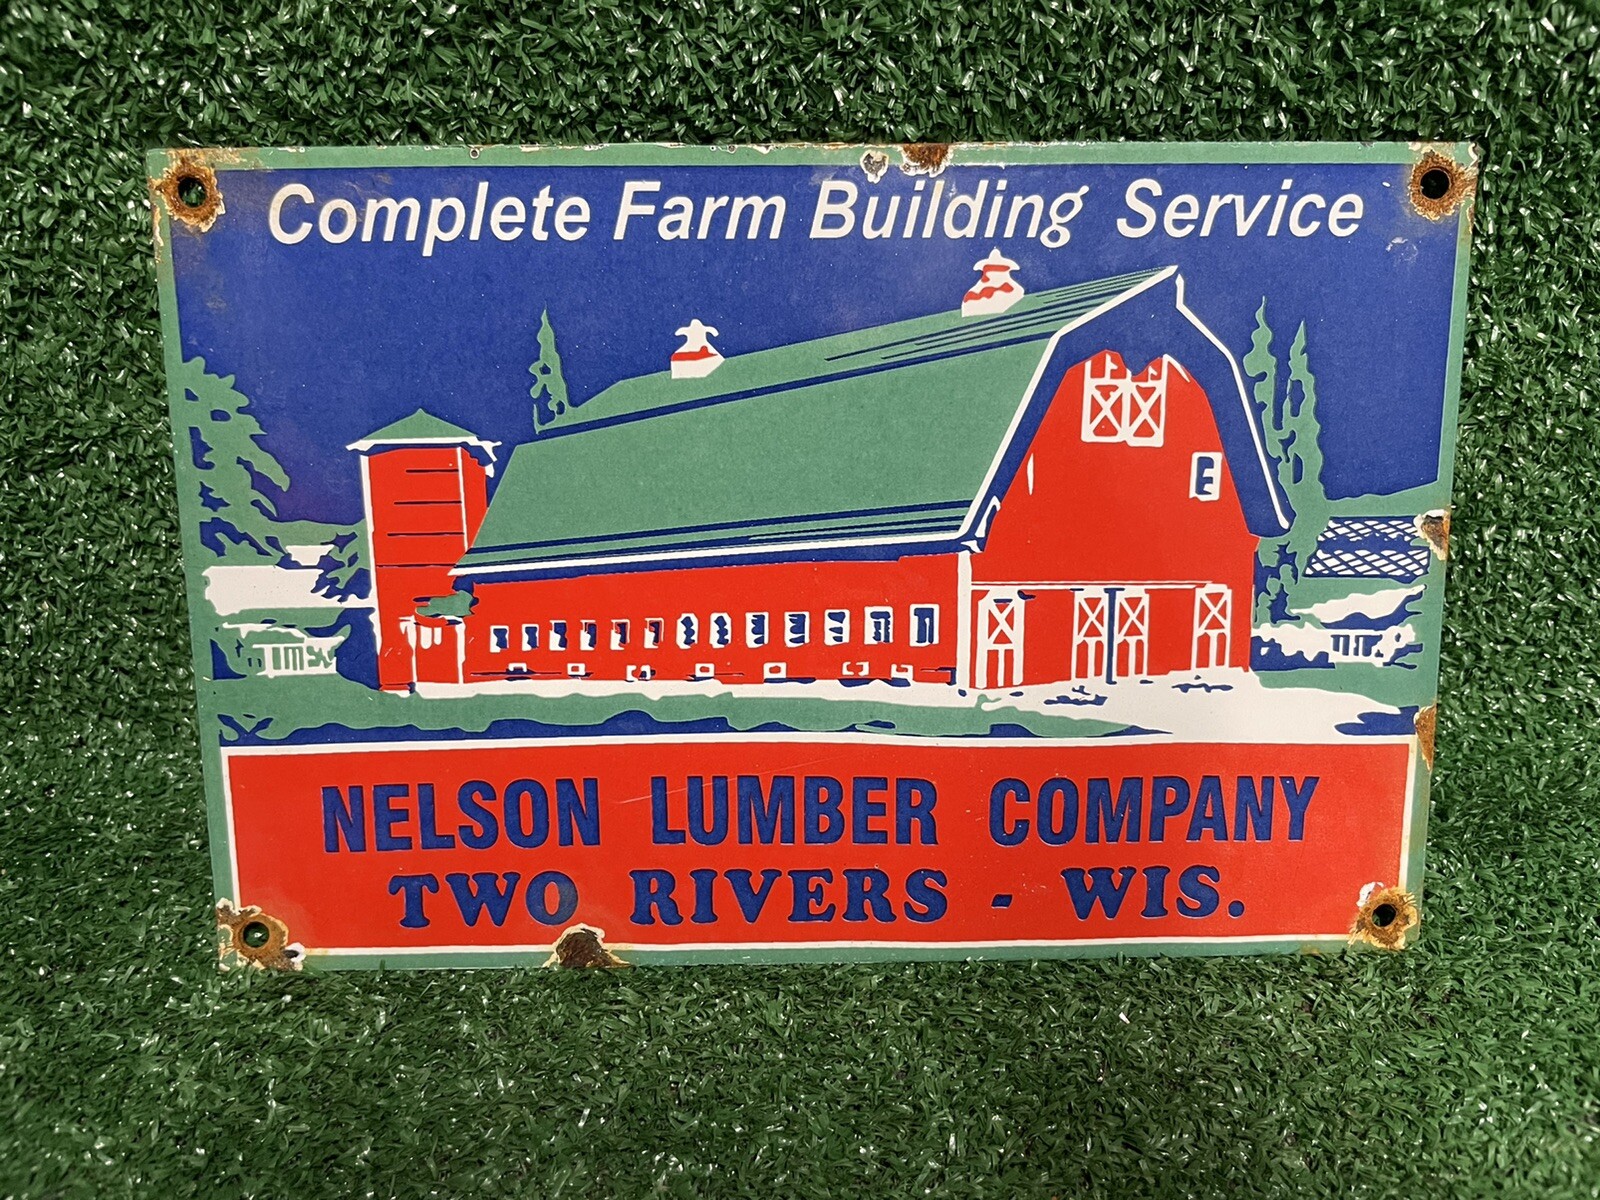 Complete Farm Building Service
NELSON LUMBER COMPANY
TWO RIVERS - WIS.